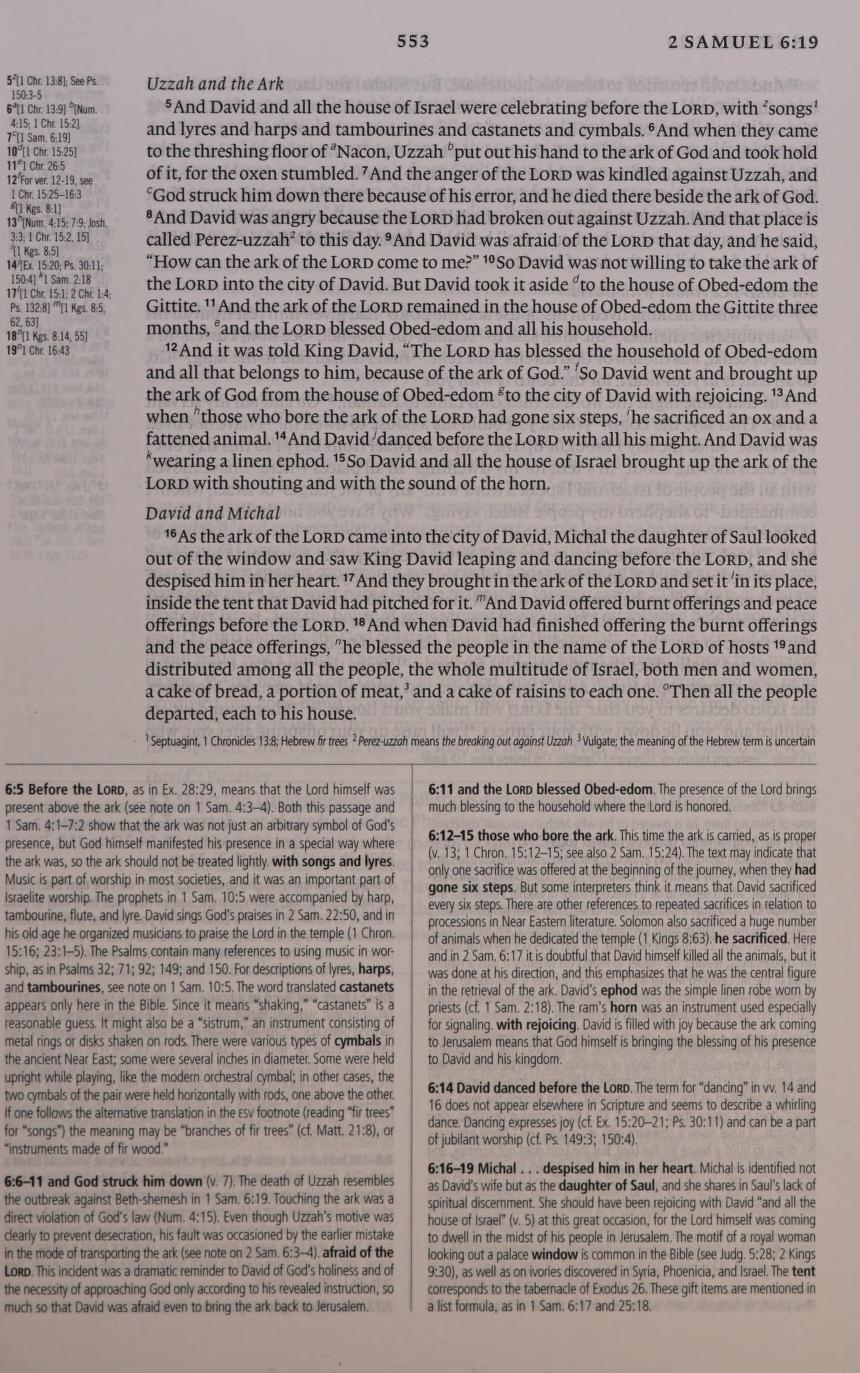 553
2 SAMUEL 6:19
5ᶻ[1 Chr. 13:8]; See Ps.
150:3-5
6ᵃ[1 Chr. 13:9] ᵇ[Num.
4:15; 1 Chr. 15:2]
7ᶜ[1 Sam. 6:19]
10ᵈ[1 Chr. 15:25]
11ᵉ1 Chr. 26:5
12ᶠFor ver. 12-19, see
1 Chr. 15:25–16:3
ᵍ[1 Kgs. 8:1]
13ʰ[Num. 4:15; 7:9; Josh.
3:3; 1 Chr. 15:2, 15]
ⁱ[1 Kgs. 8:5]
14ʲ[Ex. 15:20; Ps. 30:11;
150:4] ᵏ1 Sam. 2:18
17ˡ[1 Chr. 15:1; 2 Chr. 1:4;
Ps. 132:8] ᵐ[1 Kgs. 8:5,
62, 63]
18ⁿ[1 Kgs. 8:14, 55]
19ᵒ1 Chr. 16:43
Uzzah and the Ark
⁵And David and all the house of Israel were celebrating before the LORD, with ᶻsongs¹
and lyres and harps and tambourines and castanets and cymbals. ⁶And when they came
to the threshing floor of ᵃNacon, Uzzah ᵇput out his hand to the ark of God and took hold
of it, for the oxen stumbled. ⁷And the anger of the LORD was kindled against Uzzah, and
ᶜGod struck him down there because of his error, and he died there beside the ark of God.
⁸And David was angry because the LORD had broken out against Uzzah. And that place is
called Perez-uzzah² to this day. ⁹And David was afraid of the LORD that day, and he said,
“How can the ark of the LORD come to me?” ¹⁰So David was not willing to take the ark of
the LORD into the city of David. But David took it aside ᵈto the house of Obed-edom the
Gittite. ¹¹And the ark of the LORD remained in the house of Obed-edom the Gittite three
months, ᵉand the LORD blessed Obed-edom and all his household.
¹²And it was told King David, “The LORD has blessed the household of Obed-edom
and all that belongs to him, because of the ark of God.” ᶠSo David went and brought up
the ark of God from the house of Obed-edom ᵍto the city of David with rejoicing. ¹³And
when ʰthose who bore the ark of the LORD had gone six steps, ⁱhe sacrificed an ox and a
fattened animal. ¹⁴And David ʲdanced before the LORD with all his might. And David was
ᵏwearing a linen ephod. ¹⁵So David and all the house of Israel brought up the ark of the
LORD with shouting and with the sound of the horn.
David and Michal
¹⁶As the ark of the LORD came into the city of David, Michal the daughter of Saul looked
out of the window and saw King David leaping and dancing before the LORD, and she
despised him in her heart. ¹⁷And they brought in the ark of the LORD and set it ˡin its place,
inside the tent that David had pitched for it. ᵐAnd David offered burnt offerings and peace
offerings before the LORD. ¹⁸And when David had finished offering the burnt offerings
and the peace offerings, ⁿhe blessed the people in the name of the LORD of hosts ¹⁹and
distributed among all the people, the whole multitude of Israel, both men and women,
a cake of bread, a portion of meat,³ and a cake of raisins to each one. ᵒThen all the people
departed, each to his house.
¹ Septuagint, 1 Chronicles 13:8; Hebrew fir trees ² Perez-uzzah means the breaking out against Uzzah ³ Vulgate; the meaning of the Hebrew term is uncertain
6:5 Before the LORD, as in Ex. 28:29, means that the Lord himself was
present above the ark (see note on 1 Sam. 4:3–4). Both this passage and
1 Sam. 4:1–7:2 show that the ark was not just an arbitrary symbol of God's
presence, but God himself manifested his presence in a special way where
the ark was, so the ark should not be treated lightly. with songs and lyres.
Music is part of worship in most societies, and it was an important part of
Israelite worship. The prophets in 1 Sam. 10:5 were accompanied by harp,
tambourine, flute, and lyre. David sings God's praises in 2 Sam. 22:50, and in
his old age he organized musicians to praise the Lord in the temple (1 Chron.
15:16; 23:1–5). The Psalms contain many references to using music in wor-
ship, as in Psalms 32; 71; 92; 149; and 150. For descriptions of lyres, harps,
and tambourines, see note on 1 Sam. 10:5. The word translated castanets
appears only here in the Bible. Since it means “shaking,” “castanets” is a
reasonable guess. It might also be a “sistrum,” an instrument consisting of
metal rings or disks shaken on rods. There were various types of cymbals in
the ancient Near East; some were several inches in diameter. Some were held
upright while playing, like the modern orchestral cymbal; in other cases, the
two cymbals of the pair were held horizontally with rods, one above the other.
If one follows the alternative translation in the ESV footnote (reading “fir trees”
for “songs”) the meaning may be “branches of fir trees” (cf. Matt. 21:8), or
“instruments made of fir wood.”
6:6–11 and God struck him down (v. 7). The death of Uzzah resembles
the outbreak against Beth-shemesh in 1 Sam. 6:19. Touching the ark was a
direct violation of God's law (Num. 4:15). Even though Uzzah's motive was
clearly to prevent desecration, his fault was occasioned by the earlier mistake
in the mode of transporting the ark (see note on 2 Sam. 6:3–4). afraid of the
LORD. This incident was a dramatic reminder to David of God's holiness and of
the necessity of approaching God only according to his revealed instruction, so
much so that David was afraid even to bring the ark back to Jerusalem.
6:11 and the LORD blessed Obed-edom. The presence of the Lord brings
much blessing to the household where the Lord is honored.
6:12–15 those who bore the ark. This time the ark is carried, as is proper
(v. 13; 1 Chron. 15:12–15; see also 2 Sam. 15:24). The text may indicate that
only one sacrifice was offered at the beginning of the journey, when they had
gone six steps. But some interpreters think it means that David sacrificed
every six steps. There are other references to repeated sacrifices in relation to
processions in Near Eastern literature. Solomon also sacrificed a huge number
of animals when he dedicated the temple (1 Kings 8:63). he sacrificed. Here
and in 2 Sam. 6:17 it is doubtful that David himself killed all the animals, but it
was done at his direction, and this emphasizes that he was the central figure
in the retrieval of the ark. David's ephod was the simple linen robe worn by
priests (cf. 1 Sam. 2:18). The ram's horn was an instrument used especially
for signaling. with rejoicing. David is filled with joy because the ark coming
to Jerusalem means that God himself is bringing the blessing of his presence
to David and his kingdom.
6:14 David danced before the LORD. The term for “dancing” in vv. 14 and
16 does not appear elsewhere in Scripture and seems to describe a whirling
dance. Dancing expresses joy (cf. Ex. 15:20–21; Ps. 30:11) and can be a part
of jubilant worship (cf. Ps. 149:3; 150:4).
6:16–19 Michal . . . despised him in her heart. Michal is identified not
as David's wife but as the daughter of Saul, and she shares in Saul's lack of
spiritual discernment. She should have been rejoicing with David “and all the
house of Israel” (v. 5) at this great occasion, for the Lord himself was coming
to dwell in the midst of his people in Jerusalem. The motif of a royal woman
looking out a palace window is common in the Bible (see Judg. 5:28; 2 Kings
9:30), as well as on ivories discovered in Syria, Phoenicia, and Israel. The tent
corresponds to the tabernacle of Exodus 26. These gift items are mentioned in
a list formula, as in 1 Sam. 6:17 and 25:18.